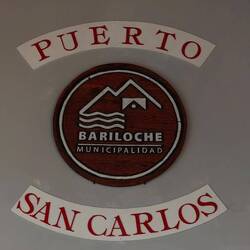 PUERTO
BARILOCHE
MUNICIPALIDAD
SAN CARLOS